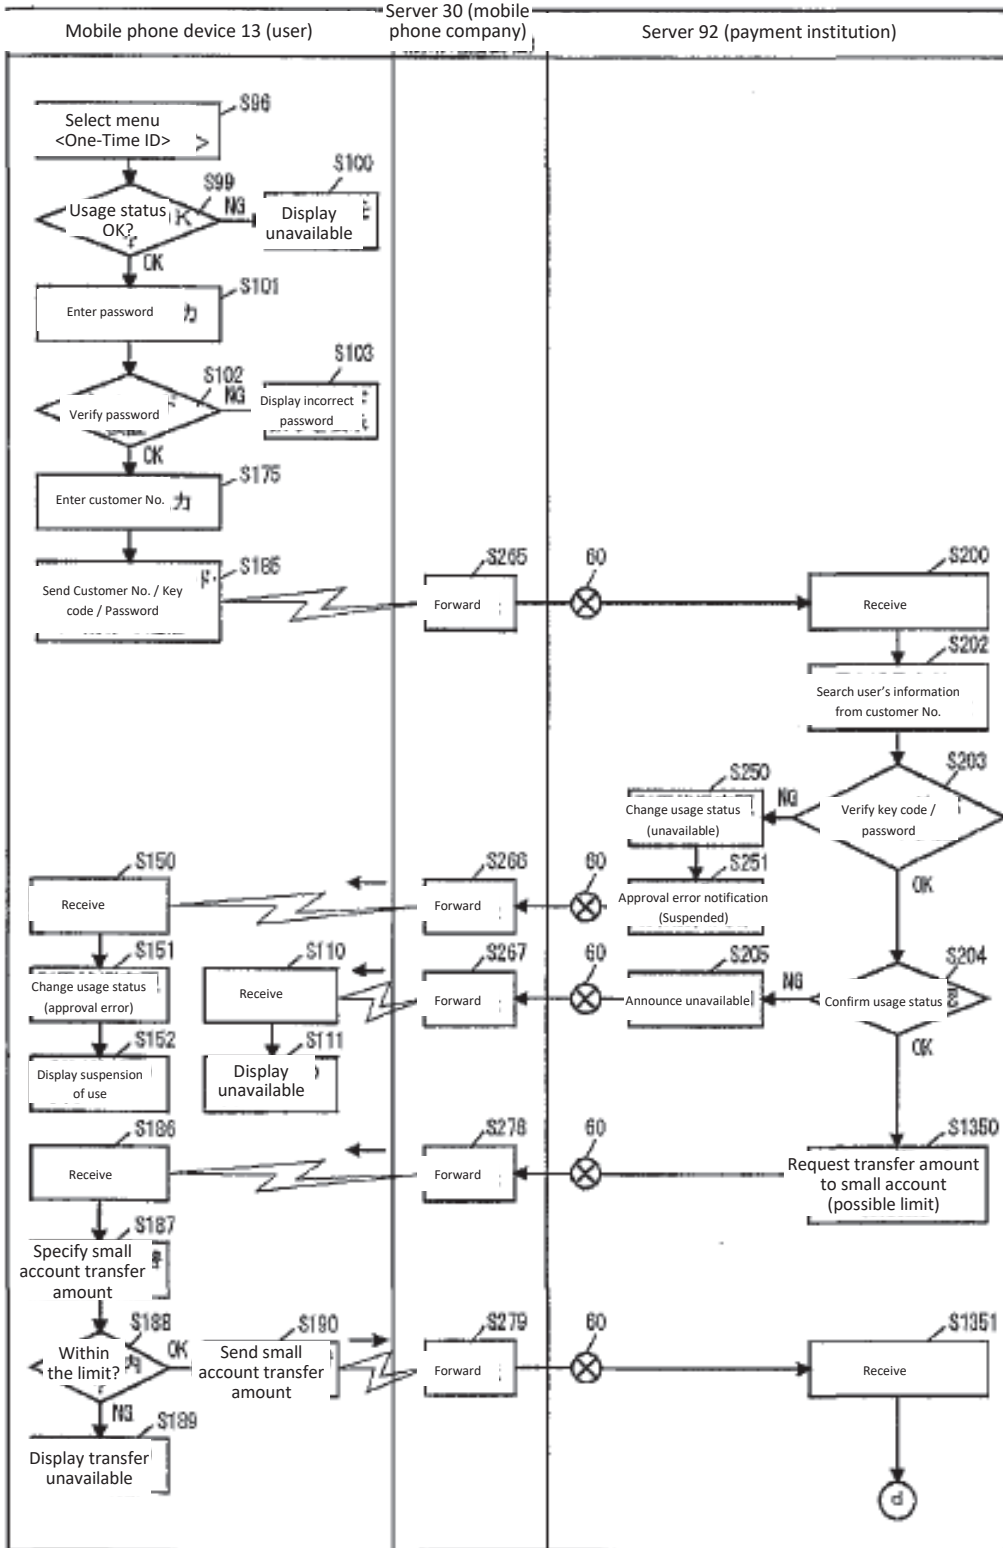 Mobile phone device 13 (user)
Server 30 (mobile
phone company)
Server 92 (payment institution)
S96
Select menu
<One-Time ID>
S99
Usage status
OK?
NG
S100
Display
unavailable
OK
S101
Enter password
力
S102
Verify password
NG
S103
Display incorrect
password
OK
S175
Enter customer No.
力
S185
Send Customer No. / Key
code / Password
S265
Forward
60
S200
Receive
S202
Search user's information
from customer No.
S203
Verify key code /
password
NG
S250
Change usage status
(unavailable)
OK
S251
Approval error notification
(Suspended)
60
S266
Forward
S150
Receive
S151
Change usage status
(approval error)
S152
Display suspension
of use
S204
Confirm usage status
NG
S205
Announce unavailable
60
S267
Forward
S110
Receive
S111
Display
unavailable
OK
S1350
Request transfer amount
to small account
(possible limit)
60
S278
Forward
S186
Receive
S187
Specify small
account transfer
amount
S188
Within
the limit?
内
OK
S190
Send small
account transfer
amount
S279
Forward
60
S1351
Receive
NG
S189
Display transfer
unavailable
d